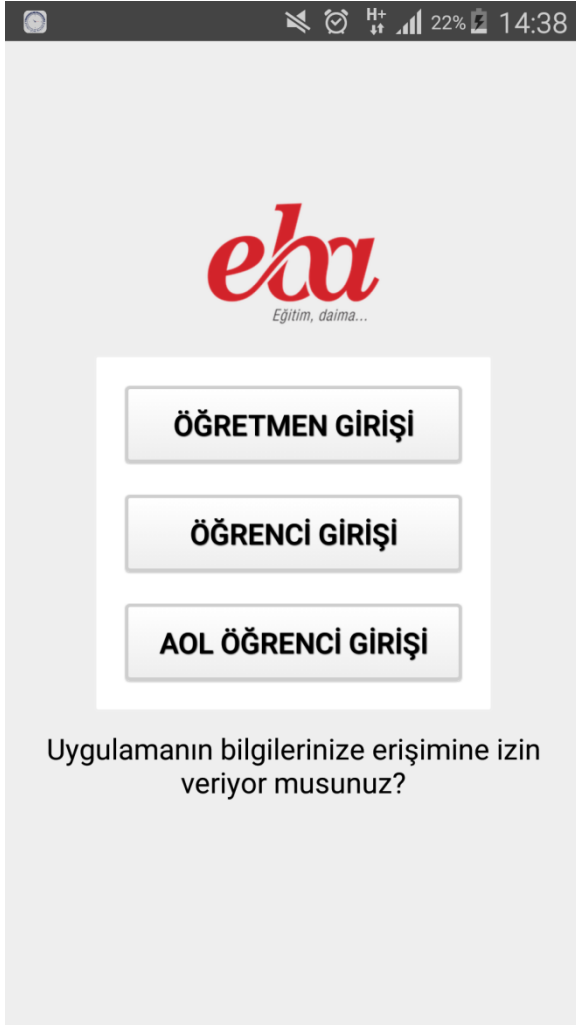 H+ 22% 14:38
eba
Eğitim, daima...
ÖĞRETMEN GİRİŞİ
ÖĞRENCİ GİRİŞİ
AOL ÖĞRENCİ GİRİŞİ
Uygulamanın bilgilerinize erişimine izin
veriyor musunuz?